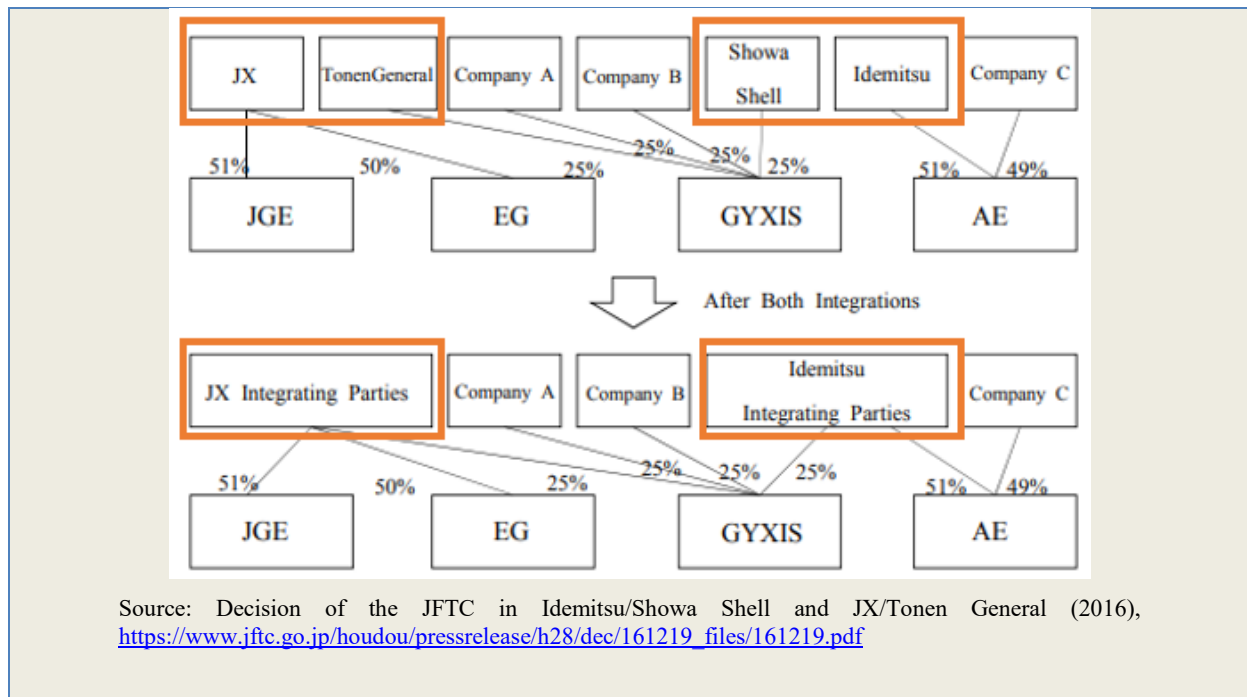 JX
TonenGeneral
Company A
Company B
Showa
Shell
Idemitsu
Company C
51%
50%
25%
25%
25%
25%
51%
49%
JGE
EG
GYXIS
AE
After Both Integrations
JX Integrating Parties
Company A
Company B
Idemitsu
Integrating Parties
Company C
51%
50%
25%
25%
25%
25%
51%
49%
JGE
EG
GYXIS
AE
Source: Decision of the JFTC in Idemitsu/Showa Shell and JX/Tonen General (2016),
https://www.jftc.go.jp/houdou/pressrelease/h28/dec/161219_files/161219.pdf